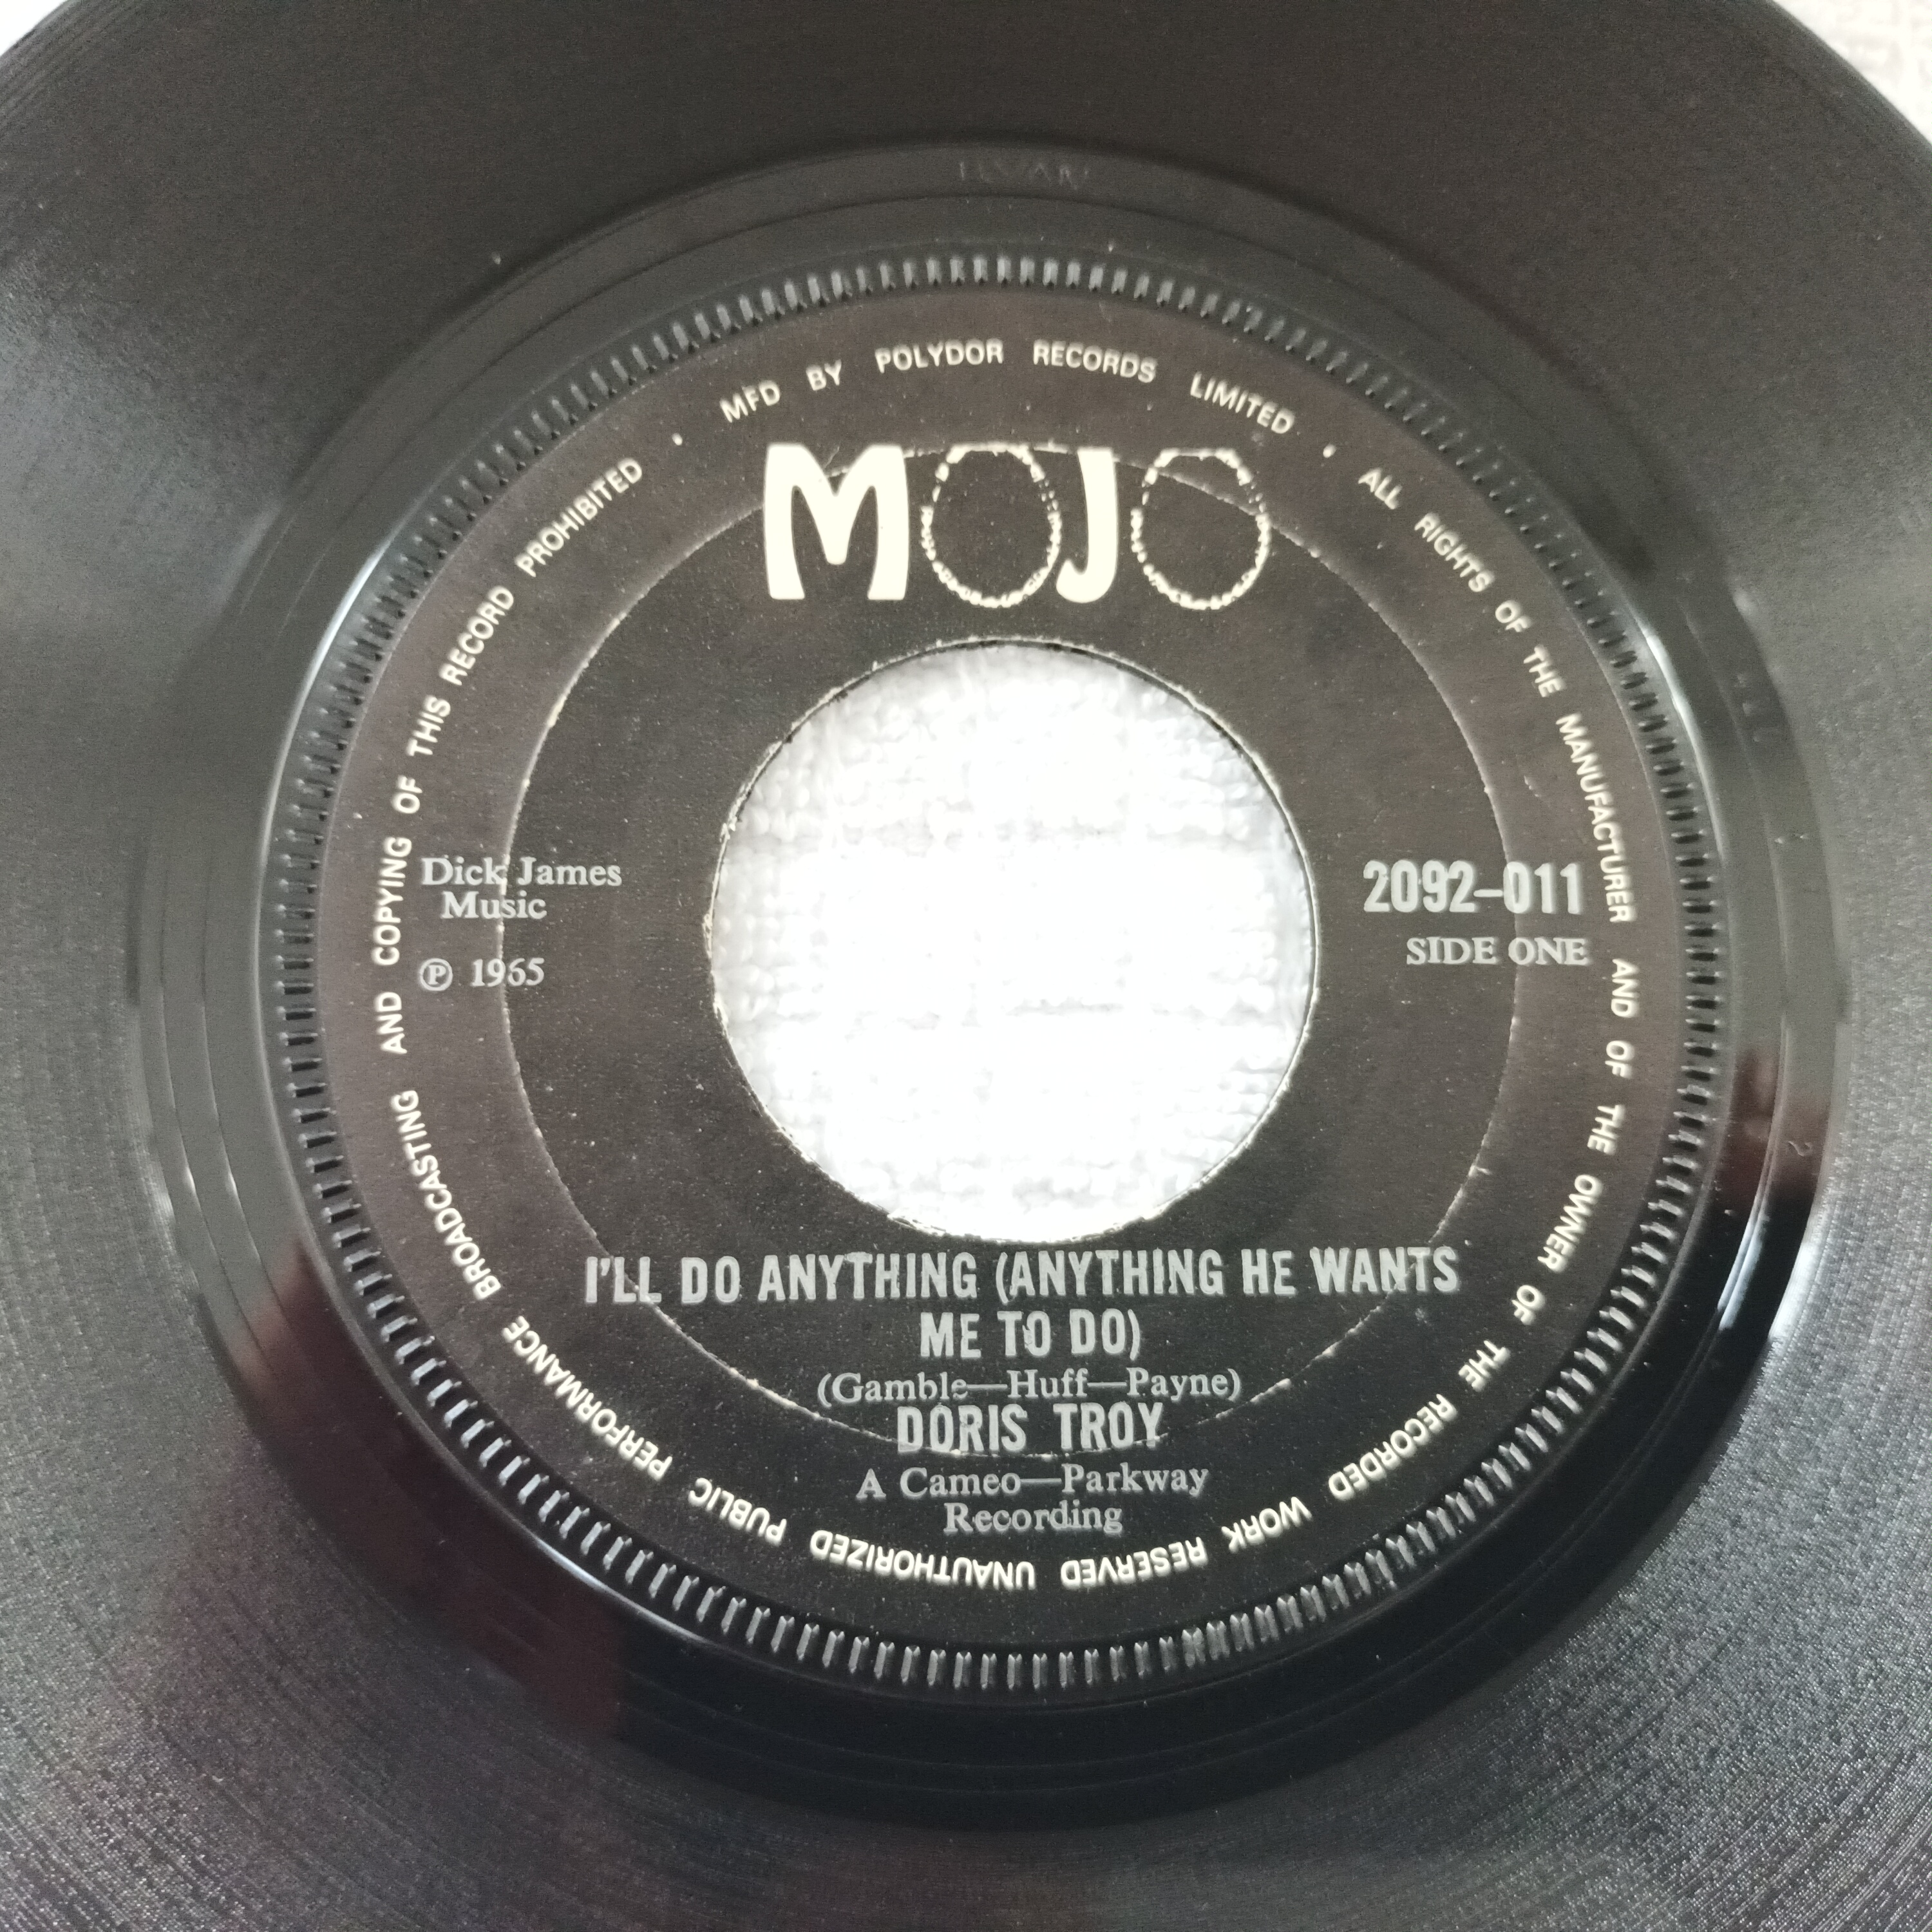 MFD BY POLYDOR RECORDS LIMITED · ALL RIGHTS OF THE MANUFACTURER AND OF THE OWNER OF THE RECORDED WORK RESERVED UNAUTHORIZED PUBLIC PERFORMANCE BROADCASTING AND COPYING OF THIS RECORD PROHIBITED ·
MOJO
Dick James
Music
℗ 1965
2092-011
SIDE ONE
I'LL DO ANYTHING (ANYTHING HE WANTS
ME TO DO)
(Gamble—Huff—Payne)
DORIS TROY
A Cameo—Parkway
Recording